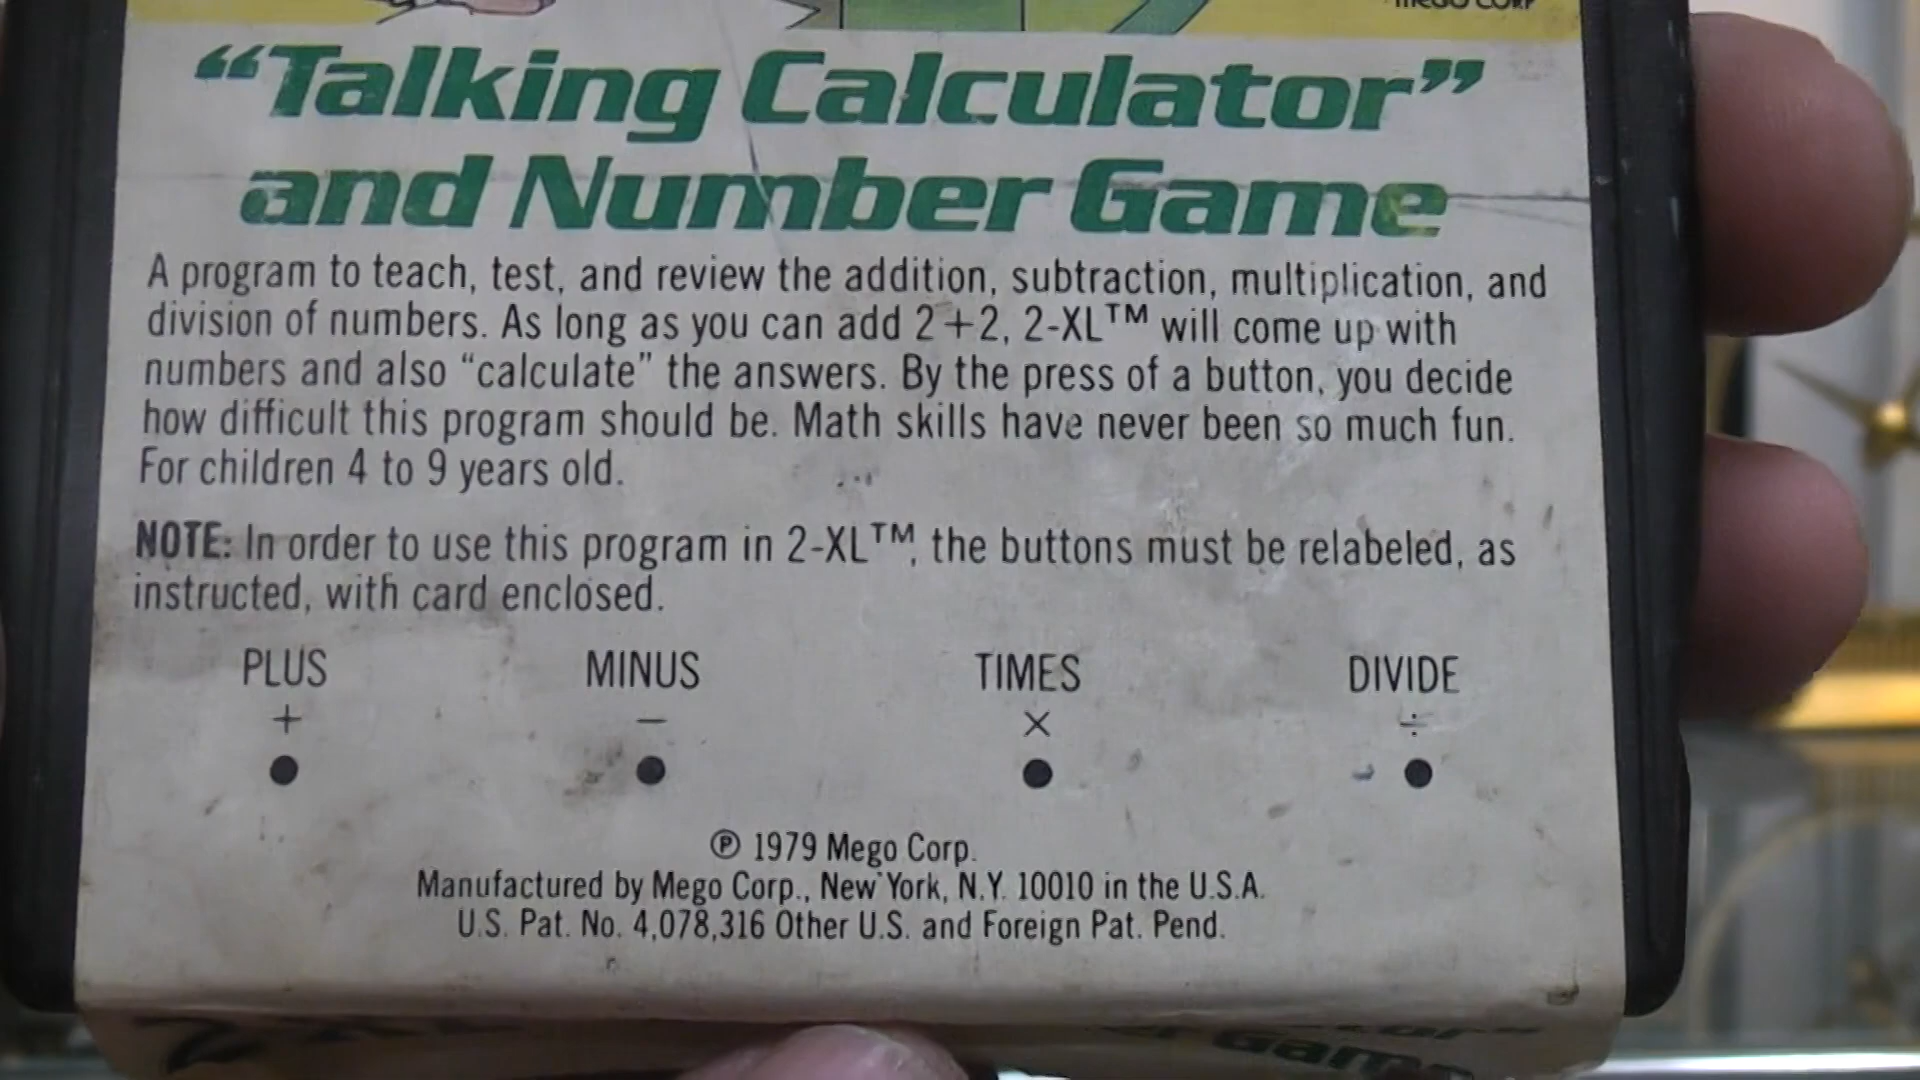 MEGO CORP
“Talking Calculator”
and Number Game
A program to teach, test, and review the addition, subtraction, multiplication, and
division of numbers. As long as you can add 2+2, 2-XL™ will come up with
numbers and also “calculate” the answers. By the press of a button, you decide
how difficult this program should be. Math skills have never been so much fun.
For children 4 to 9 years old.
NOTE: In order to use this program in 2-XL™, the buttons must be relabeled, as
instructed, with card enclosed.
PLUS MINUS TIMES DIVIDE
+ − × ÷
℗ 1979 Mego Corp.
Manufactured by Mego Corp., New York, N.Y. 10010 in the U.S.A.
U.S. Pat. No. 4,078,316 Other U.S. and Foreign Pat. Pend.
Game